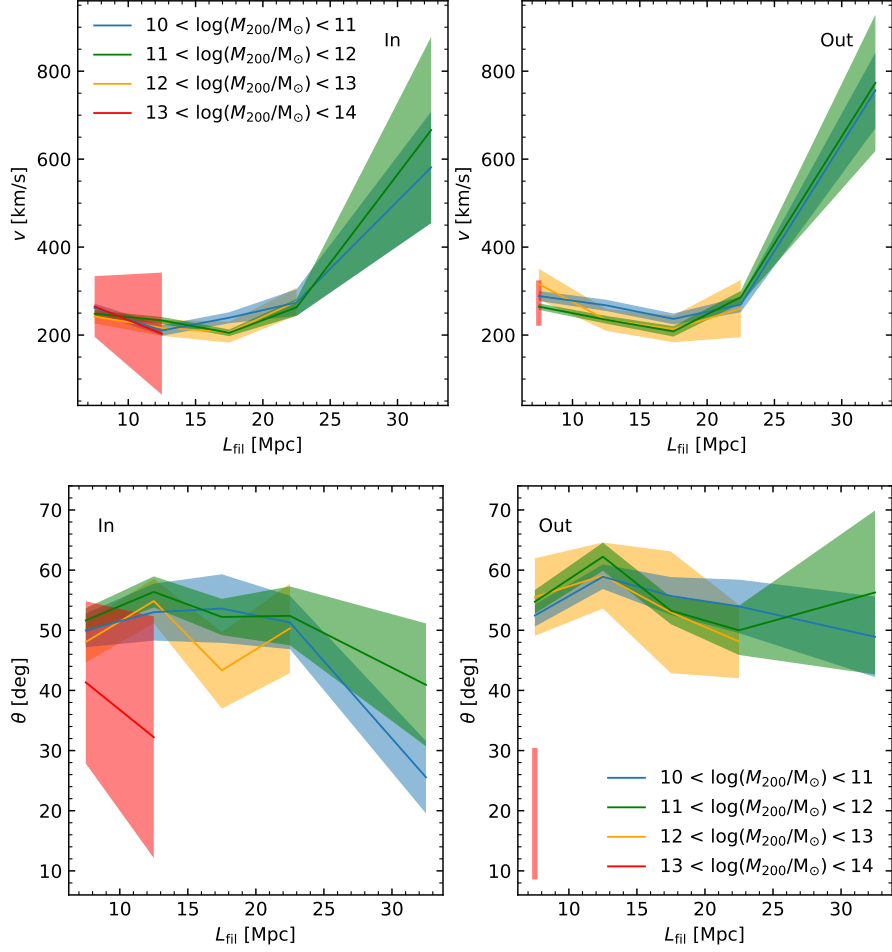 10 < log(M₂₀₀/M☉) < 11
11 < log(M₂₀₀/M☉) < 12
12 < log(M₂₀₀/M☉) < 13
13 < log(M₂₀₀/M☉) < 14
In
v [km/s]
800
600
400
200
10 15 20 25 30
L_fil [Mpc]
Out
v [km/s]
800
600
400
200
10 15 20 25 30
L_fil [Mpc]
In
θ [deg]
70
60
50
40
30
20
10
10 15 20 25 30
L_fil [Mpc]
Out
θ [deg]
70
60
50
40
30
20
10
10 < log(M₂₀₀/M☉) < 11
11 < log(M₂₀₀/M☉) < 12
12 < log(M₂₀₀/M☉) < 13
13 < log(M₂₀₀/M☉) < 14
10 15 20 25 30
L_fil [Mpc]